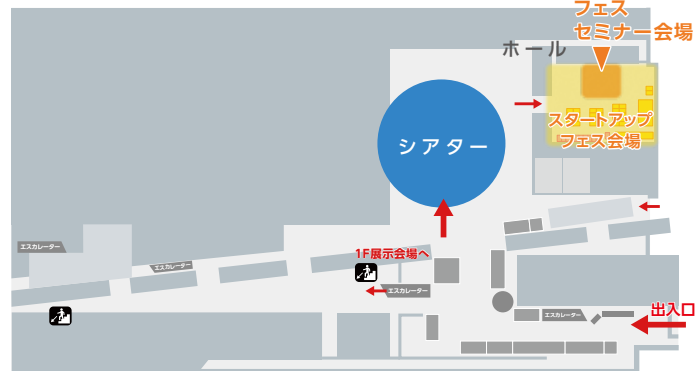 フェス
セミナー会場
ホール
スタートアップ
フェス会場
シアター
エスカレーター
エスカレーター
1F展示会場へ
エスカレーター
エスカレーター
出入口